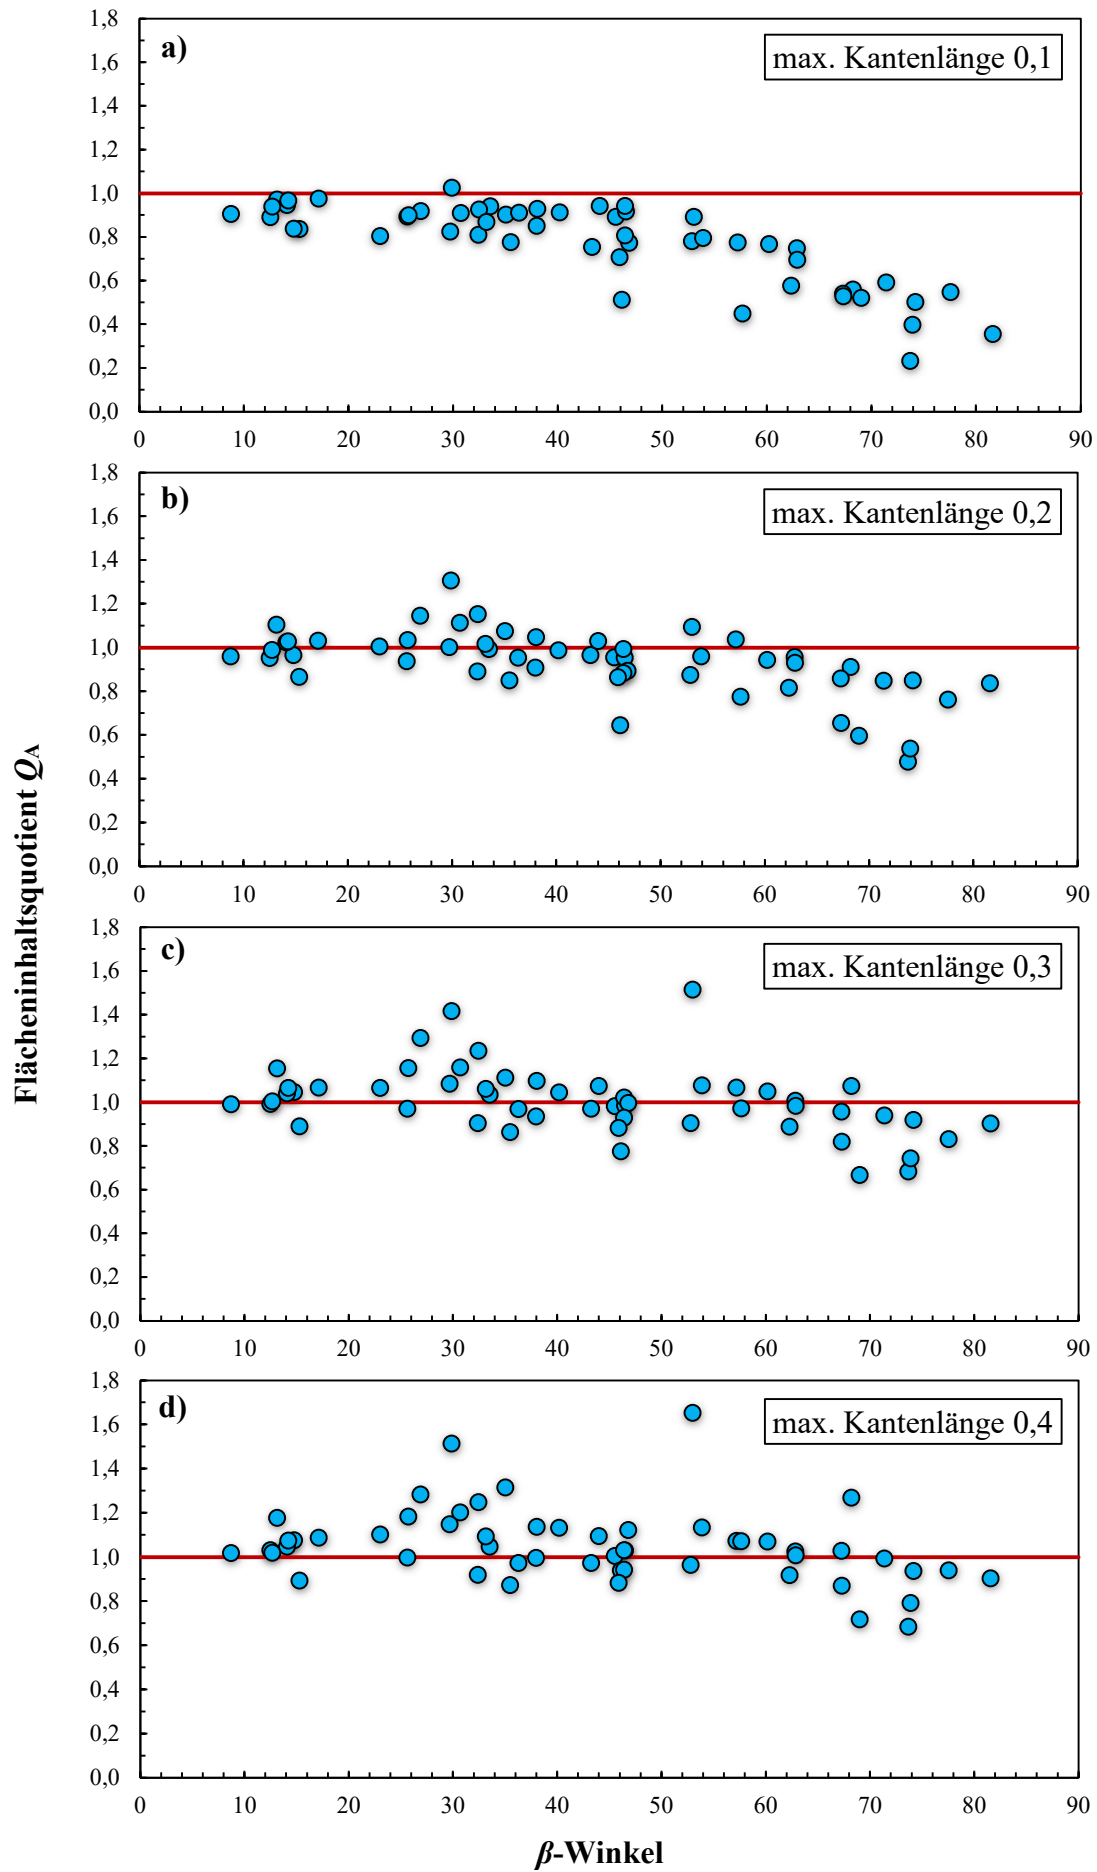 a)
max. Kantenlänge 0,1
1,8
1,6
1,4
1,2
1,0
0,8
0,6
0,4
0,2
0,0
0 10 20 30 40 50 60 70 80 90
b)
max. Kantenlänge 0,2
1,8
1,6
1,4
1,2
1,0
0,8
0,6
0,4
0,2
0,0
0 10 20 30 40 50 60 70 80 90
c)
max. Kantenlänge 0,3
1,8
1,6
1,4
1,2
1,0
0,8
0,6
0,4
0,2
0,0
0 10 20 30 40 50 60 70 80 90
d)
max. Kantenlänge 0,4
1,8
1,6
1,4
1,2
1,0
0,8
0,6
0,4
0,2
0,0
0 10 20 30 40 50 60 70 80 90
Flächeninhaltsquotient QA
β-Winkel